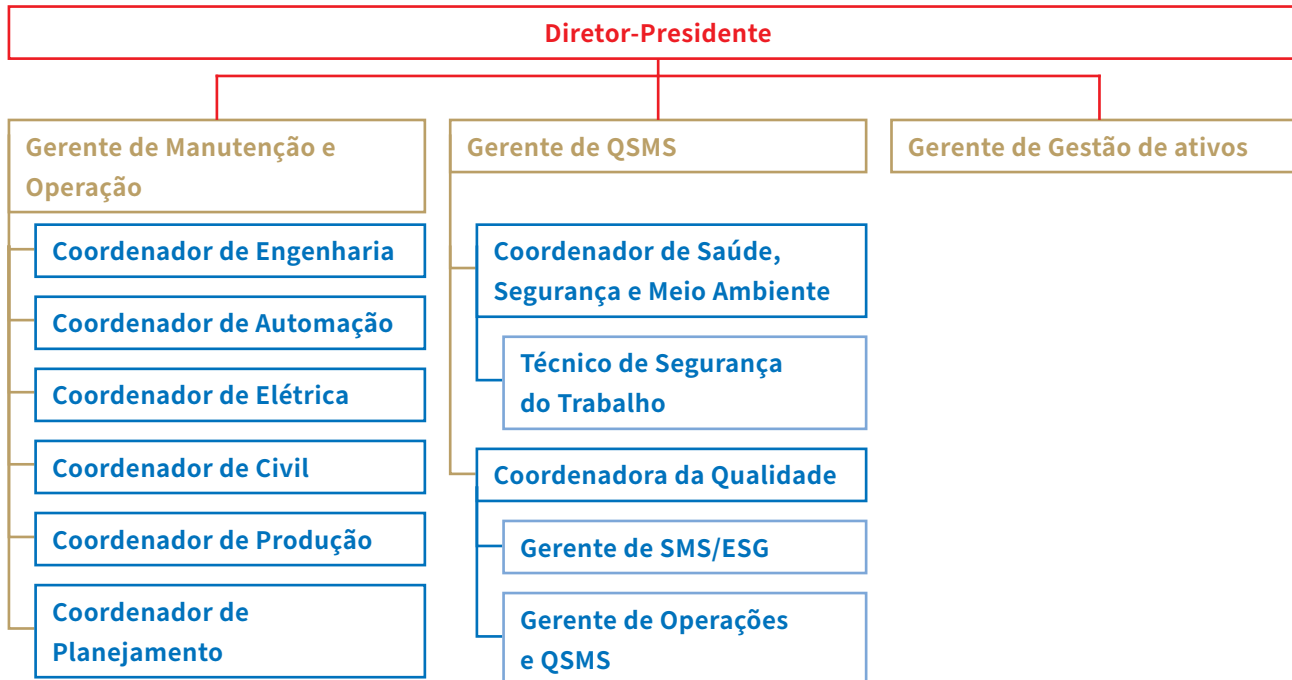 Diretor-Presidente
Gerente de Manutenção e
Operação
Coordenador de Engenharia
Coordenador de Automação
Coordenador de Elétrica
Coordenador de Civil
Coordenador de Produção
Coordenador de
Planejamento
Gerente de QSMS
Coordenador de Saúde,
Segurança e Meio Ambiente
Técnico de Segurança
do Trabalho
Coordenadora da Qualidade
Gerente de SMS/ESG
Gerente de Operações
e QSMS
Gerente de Gestão de ativos